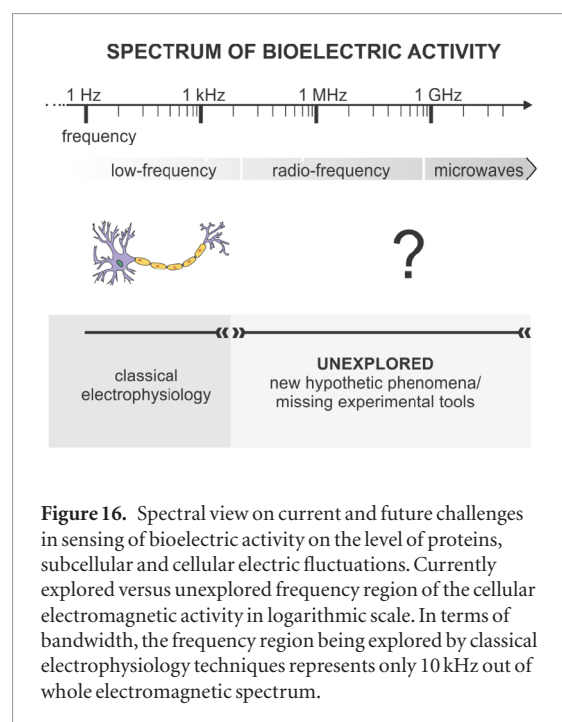 SPECTRUM OF BIOELECTRIC ACTIVITY
1 Hz 1 kHz 1 MHz 1 GHz
frequency
low-frequency radio-frequency microwaves
?
classical
electrophysiology
UNEXPLORED
new hypothetic phenomena/
missing experimental tools
Figure 16. Spectral view on current and future challenges
in sensing of bioelectric activity on the level of proteins,
subcellular and cellular electric fluctuations. Currently
explored versus unexplored frequency region of the cellular
electromagnetic activity in logarithmic scale. In terms of
bandwidth, the frequency region being explored by classical
electrophysiology techniques represents only 10 kHz out of
whole electromagnetic spectrum.